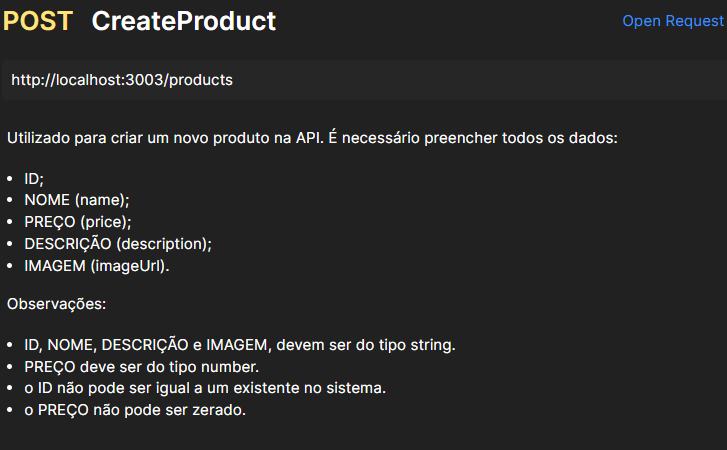 POST CreateProduct Open Request
http://localhost:3003/products
Utilizado para criar um novo produto na API. É necessário preencher todos os dados:
• ID;
• NOME (name);
• PREÇO (price);
• DESCRIÇÃO (description);
• IMAGEM (imageUrl).
Observações:
• ID, NOME, DESCRIÇÃO e IMAGEM, devem ser do tipo string.
• PREÇO deve ser do tipo number.
• o ID não pode ser igual a um existente no sistema.
• o PREÇO não pode ser zerado.